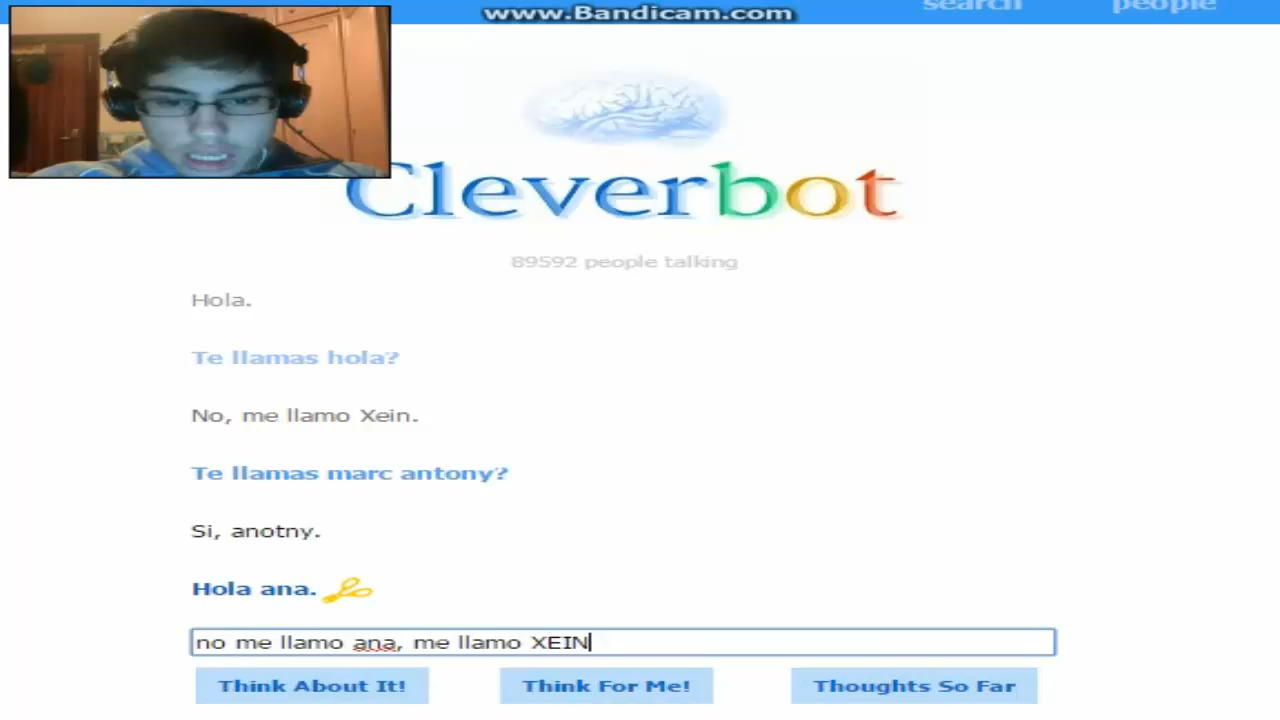 www.Bandicam.com
search people
Cleverbot
89592 people talking
Hola.
Te llamas hola?
No, me llamo Xein.
Te llamas marc antony?
Si, anotny.
Hola ana.
no me llamo ana, me llamo XEIN
Think About It! Think For Me! Thoughts So Far